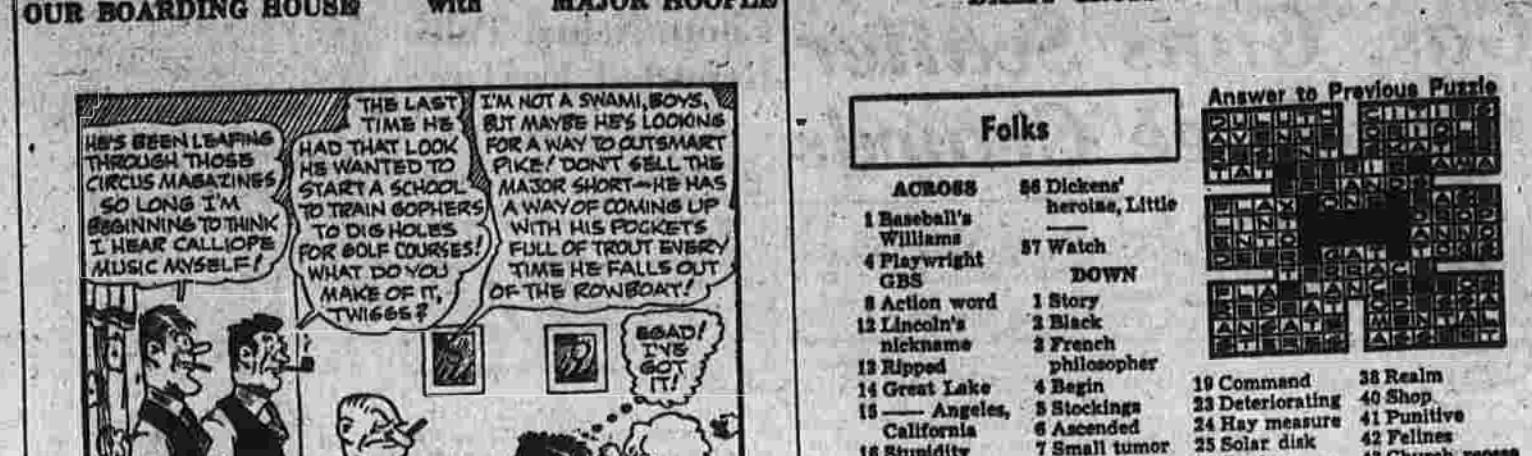 OUR BOARDING HOUSE with MAJOR HOOPLE
HE'S BEEN LEAFING
THROUGH THOSE
CIRCUS MAGAZINES
SO LONG I'M
BEGINNING TO THINK
I HEAR CALLIOPE
MUSIC MYSELF!
THE LAST
TIME HE
HAD THAT LOOK
HE WANTED TO
START A SCHOOL
TO TRAIN GOPHERS
TO DIG HOLES
FOR GOLF COURSES!
WHAT DO YOU
MAKE OF IT,
TWIGGS?
I'M NOT A SWAMI, BOYS,
BUT MAYBE HE'S LOOKING
FOR A WAY TO OUTSMART
PIKE! DON'T SELL THE
MAJOR SHORT—HE HAS
A WAY OF COMING UP
WITH HIS POCKETS
FULL OF TROUT EVERY
TIME HE FALLS OUT
OF THE ROWBOAT!
EGAD!
I'VE
GOT
IT!
Folks
Answer to Previous Puzzle
ACROSS
1 Baseball's
Williams
4 Playwright
GBS
8 Action word
12 Lincoln's
nickname
13 Ripped
14 Great Lake
15 —— Angeles,
California
16 Stupidity
56 Dickens'
heroine, Little
——
57 Watch
DOWN
1 Story
2 Black
3 French
philosopher
4 Begin
5 Stockings
6 Ascended
7 Small tumor
19 Command
23 Deteriorating
24 Hay measure
25 Solar disk
38 Realm
40 Shop
41 Punitive
42 Felines